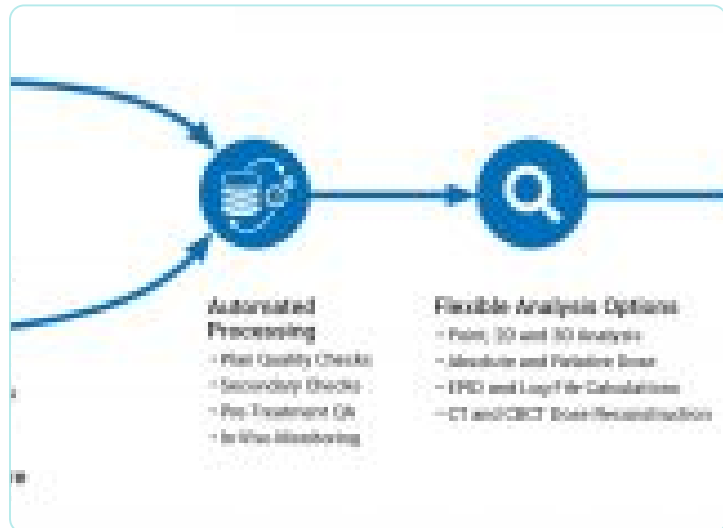 Automated
Processing
- Plan Quality Checks
- Secondary Checks
- Pre-Treatment QA
- In Vivo Monitoring
Flexible Analysis Options
- Point, 2D and 3D Analysis
- Absolute and Relative Dose
- EPID and Log File Calculations
- CT and CBCT Dose Reconstruction